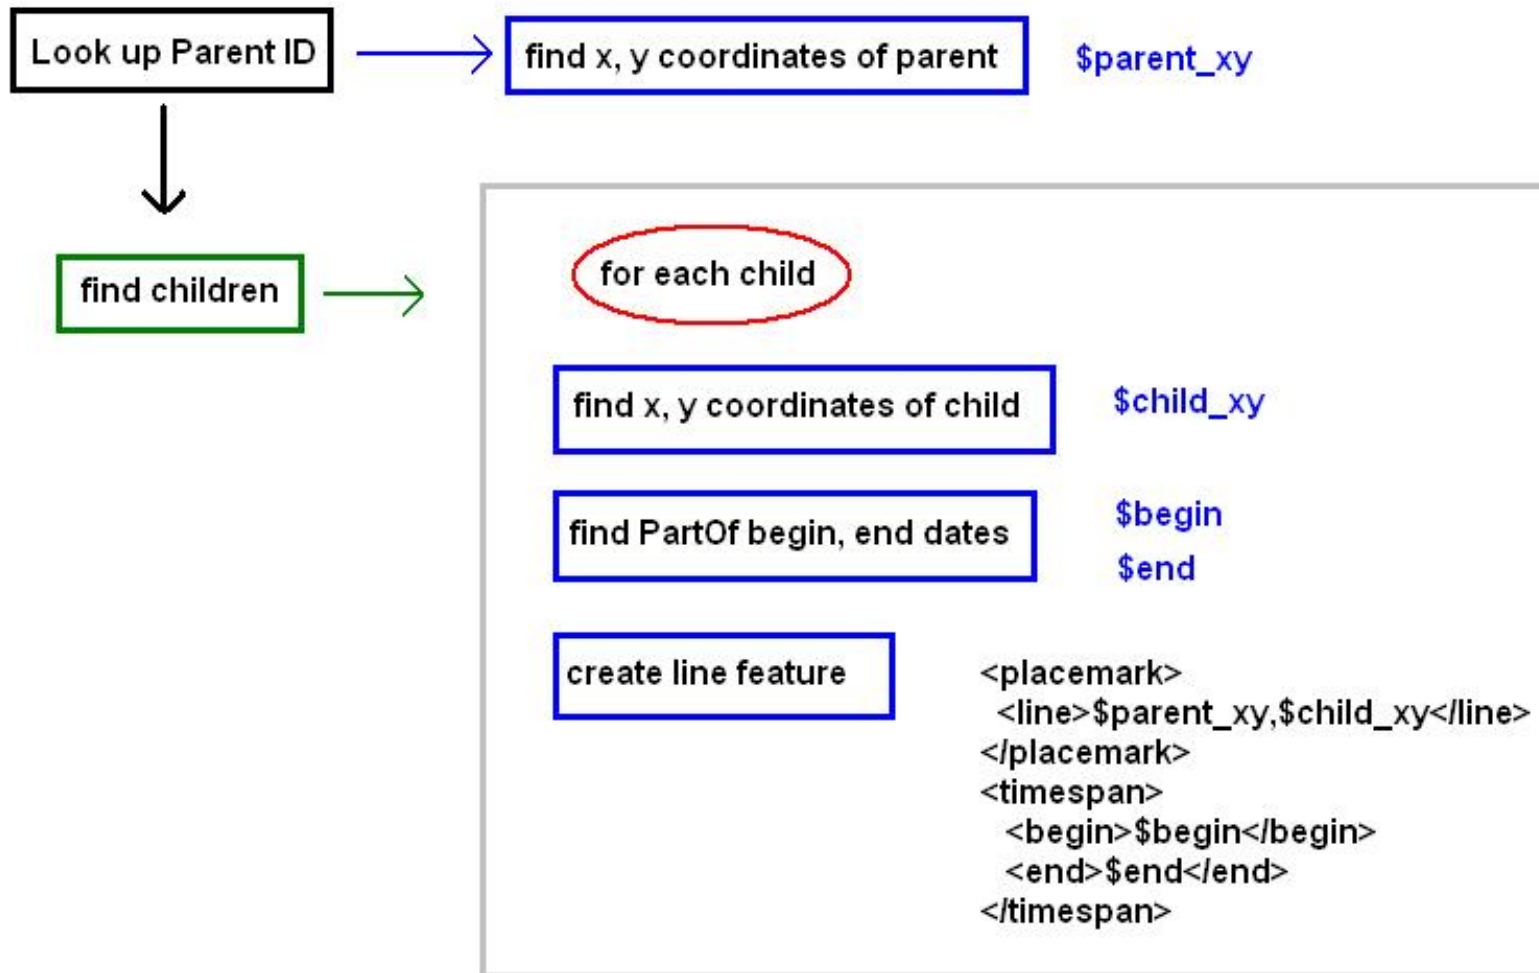 Look up Parent ID
find x, y coordinates of parent
$parent_xy
find children
for each child
find x, y coordinates of child
$child_xy
find PartOf begin, end dates
$begin
$end
create line feature
<placemark>
<line>$parent_xy,$child_xy</line>
</placemark>
<timespan>
<begin>$begin</begin>
<end>$end</end>
</timespan>